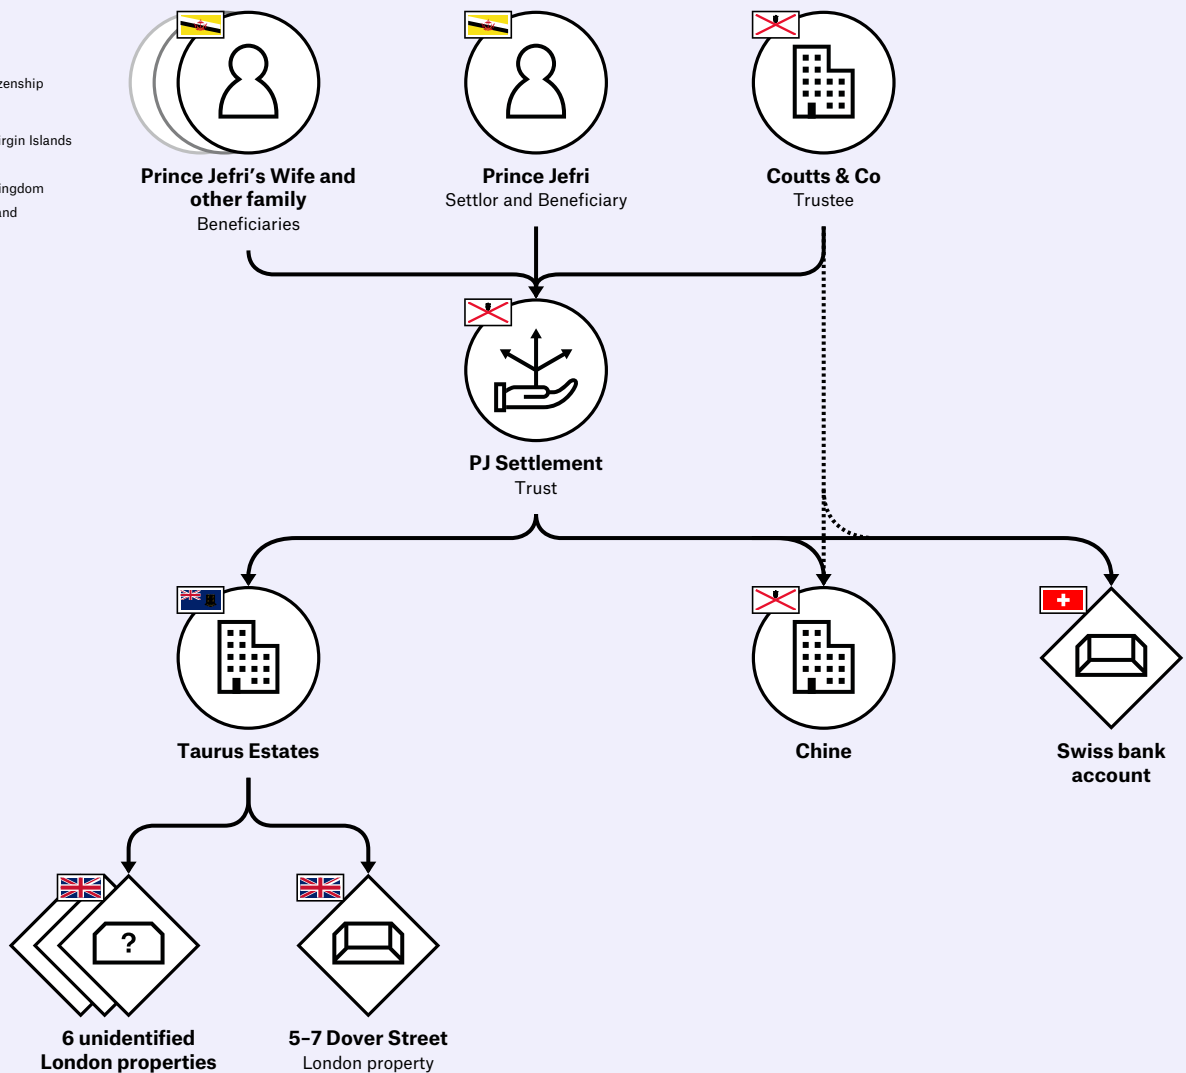 Prince Jefri's Wife and
other family
Beneficiaries
Prince Jefri
Settlor and Beneficiary
Coutts & Co
Trustee
zenship
irgin Islands
ingdom
and
PJ Settlement
Trust
Taurus Estates
Chine
Swiss bank
account
?
6 unidentified
London properties
5–7 Dover Street
London property